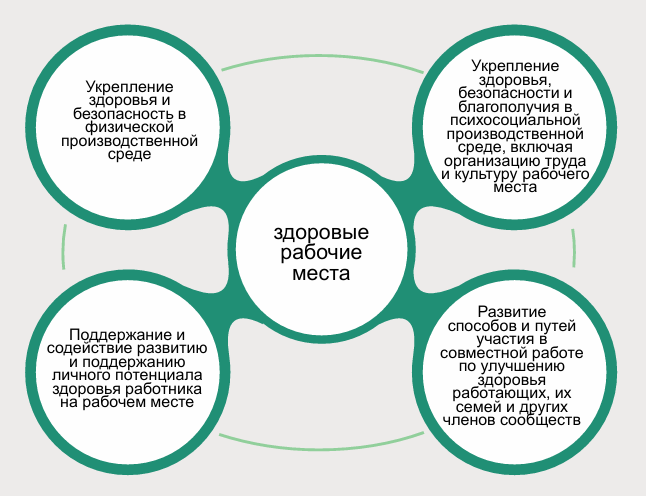 Укрепление
здоровья и
безопасность в
физической
производственной
среде
Укрепление
здоровья,
безопасности и
благополучия в
психосоциальной
производственной
среде, включая
организацию труда
и культуру рабочего
места
здоровые
рабочие
места
Поддержание и
содействие развитию
и поддержанию
личного потенциала
здоровья работника
на рабочем месте
Развитие
способов и путей
участия в
совместной работе
по улучшению
здоровья
работающих, их
семей и других
членов сообществ